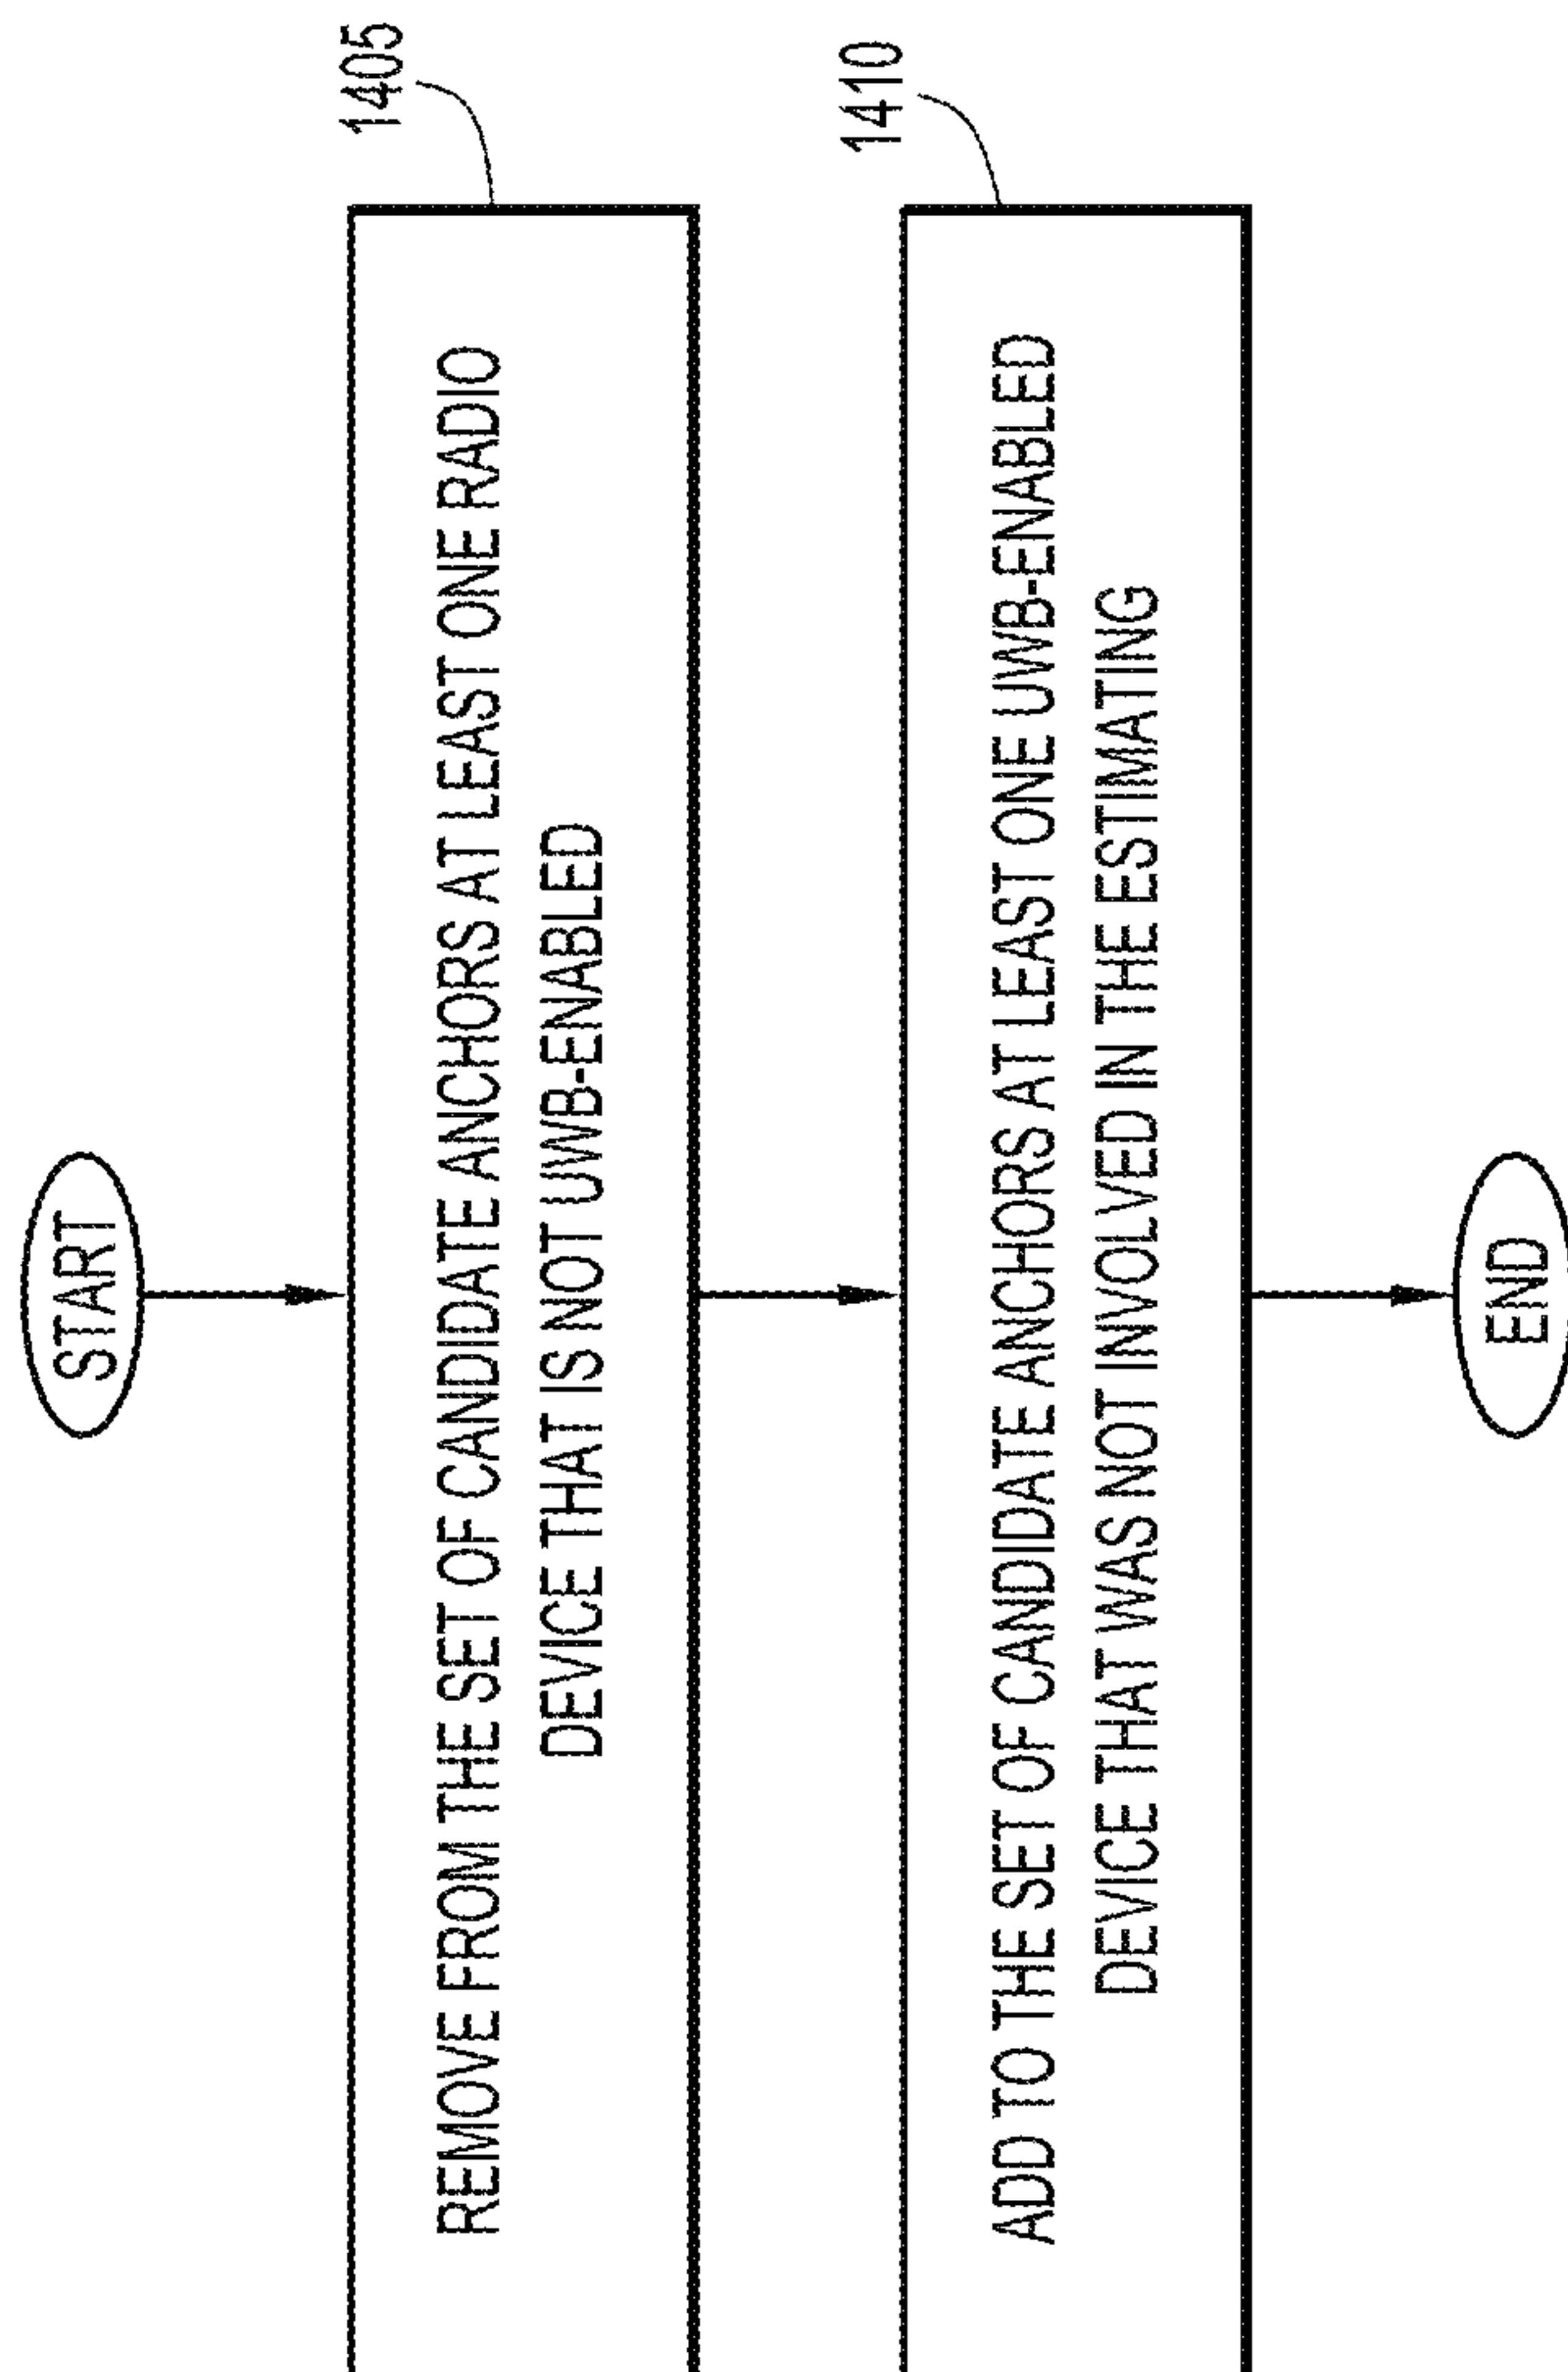 START
1405
REMOVE FROM THE SET OF CANDIDATE ANCHORS AT LEAST ONE RADIO
DEVICE THAT IS NOT UWB-ENABLED
1410
ADD TO THE SET OF CANDIDATE ANCHORS AT LEAST ONE UWB-ENABLED
DEVICE THAT WAS NOT INVOLVED IN THE ESTIMATING
END